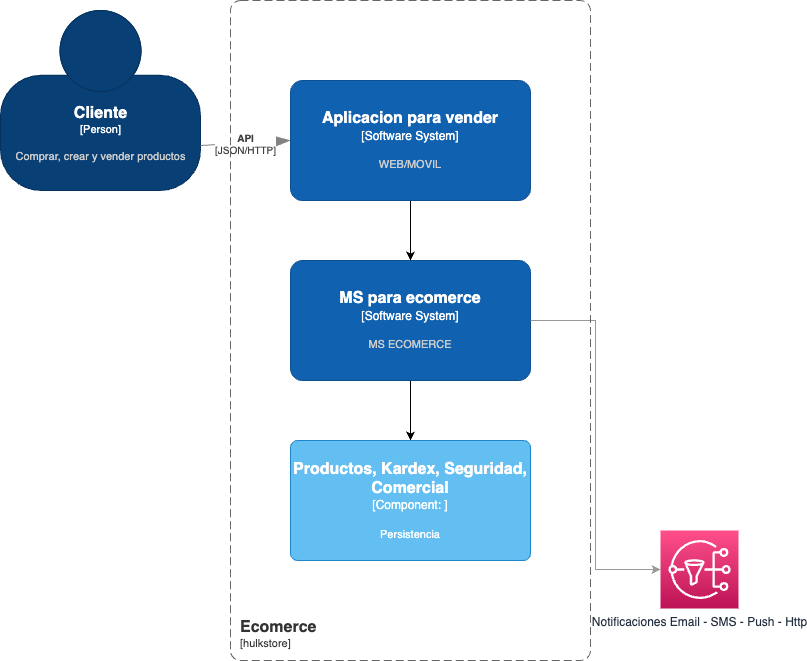 Cliente
[Person]
Comprar, crear y vender productos
API
[JSON/HTTP]
Aplicacion para vender
[Software System]
WEB/MOVIL
MS para ecomerce
[Software System]
MS ECOMERCE
Productos, Kardex, Seguridad,
Comercial
[Component: ]
Persistencia
Notificaciones Email - SMS - Push - Http
Ecomerce
[hulkstore]